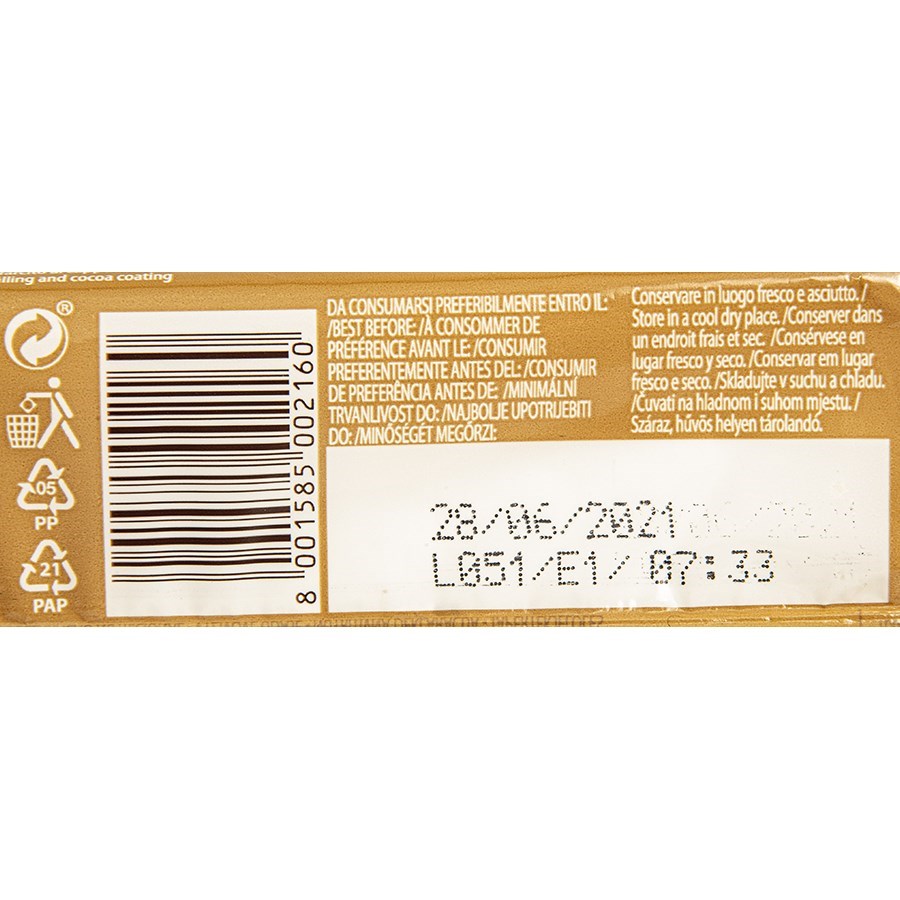 lling and cocoa coating
®
05
PP
21
PAP
8 001585 002160
DA CONSUMARSI PREFERIBILMENTE ENTRO IL:
/BEST BEFORE: /À CONSOMMER DE
PRÉFÉRENCE AVANT LE: /CONSUMIR
PREFERENTEMENTE ANTES DEL: /CONSUMIR
DE PREFERÊNCIA ANTES DE: /MINIMÁLNÍ
TRVANLIVOST DO: /NAJBOLJE UPOTRIJEBITI
DO: /MINŐSÉGÉT MEGŐRZI:
Conservare in luogo fresco e asciutto. /
Store in a cool dry place. /Conserver dans
un endroit frais et sec. /Consérvese en
lugar fresco y seco. /Conservar em lugar
fresco e seco. /Skladujte v suchu a chladu.
/Čuvati na hladnom i suhom mjestu. /
Száraz, hűvös helyen tárolandó.
28/06/2021
L051/E1/ 07:33